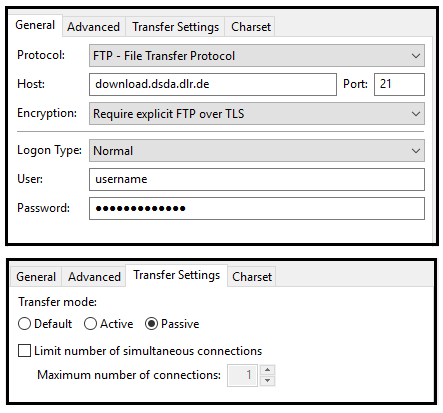 General Advanced Transfer Settings Charset
Protocol: FTP - File Transfer Protocol
Host: download.dsda.dlr.de Port: 21
Encryption: Require explicit FTP over TLS
Logon Type: Normal
User: username
Password: ●●●●●●●●●●●●●
General Advanced Transfer Settings Charset
Transfer mode:
Default Active Passive
Limit number of simultaneous connections
Maximum number of connections: 1